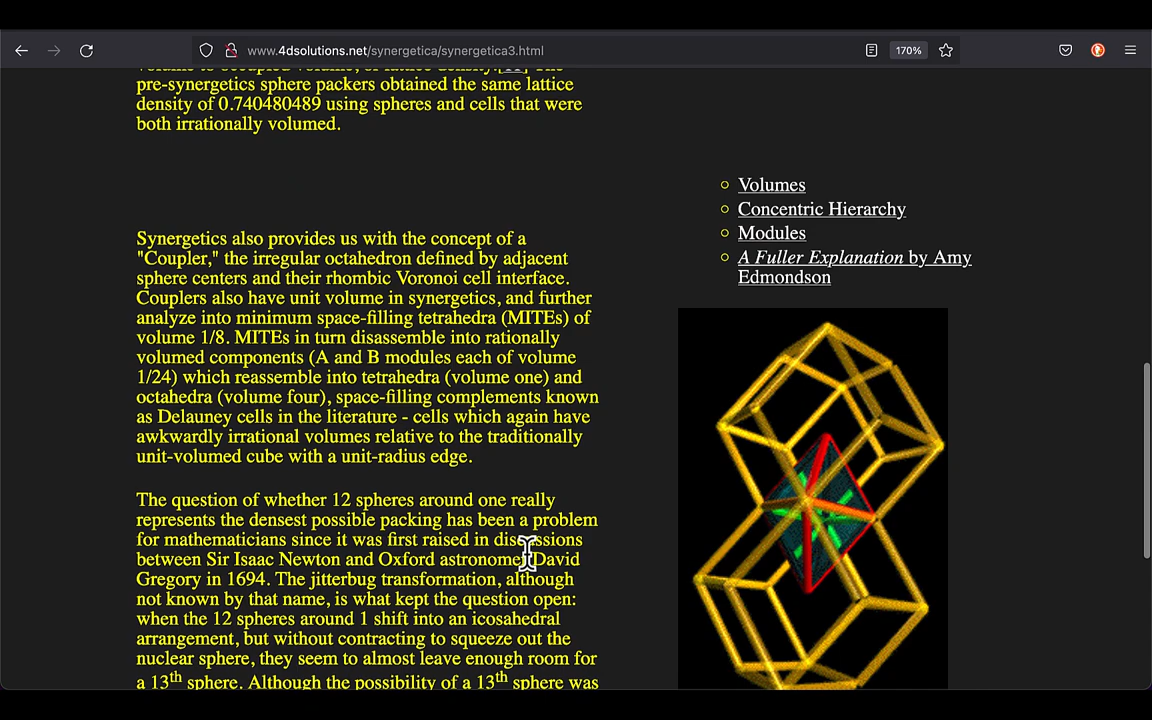 www.4dsolutions.net/synergetica/synergetica3.html
170%
pre-synergetics sphere packers obtained the same lattice
density of 0.740480489 using spheres and cells that were
both irrationally volumed.
Volumes
Concentric Hierarchy
Modules
A Fuller Explanation by Amy
Edmondson
Synergetics also provides us with the concept of a
"Coupler," the irregular octahedron defined by adjacent
sphere centers and their rhombic Voronoi cell interface.
Couplers also have unit volume in synergetics, and further
analyze into minimum space-filling tetrahedra (MITEs) of
volume 1/8. MITEs in turn disassemble into rationally
volumed components (A and B modules each of volume
1/24) which reassemble into tetrahedra (volume one) and
octahedra (volume four), space-filling complements known
as Delauney cells in the literature - cells which again have
awkwardly irrational volumes relative to the traditionally
unit-volumed cube with a unit-radius edge.
The question of whether 12 spheres around one really
represents the densest possible packing has been a problem
for mathematicians since it was first raised in discussions
between Sir Isaac Newton and Oxford astronomer David
Gregory in 1694. The jitterbug transformation, although
not known by that name, is what kept the question open:
when the 12 spheres around 1 shift into an icosahedral
arrangement, but without contracting to squeeze out the
nuclear sphere, they seem to almost leave enough room for
a 13th sphere. Although the possibility of a 13th sphere was